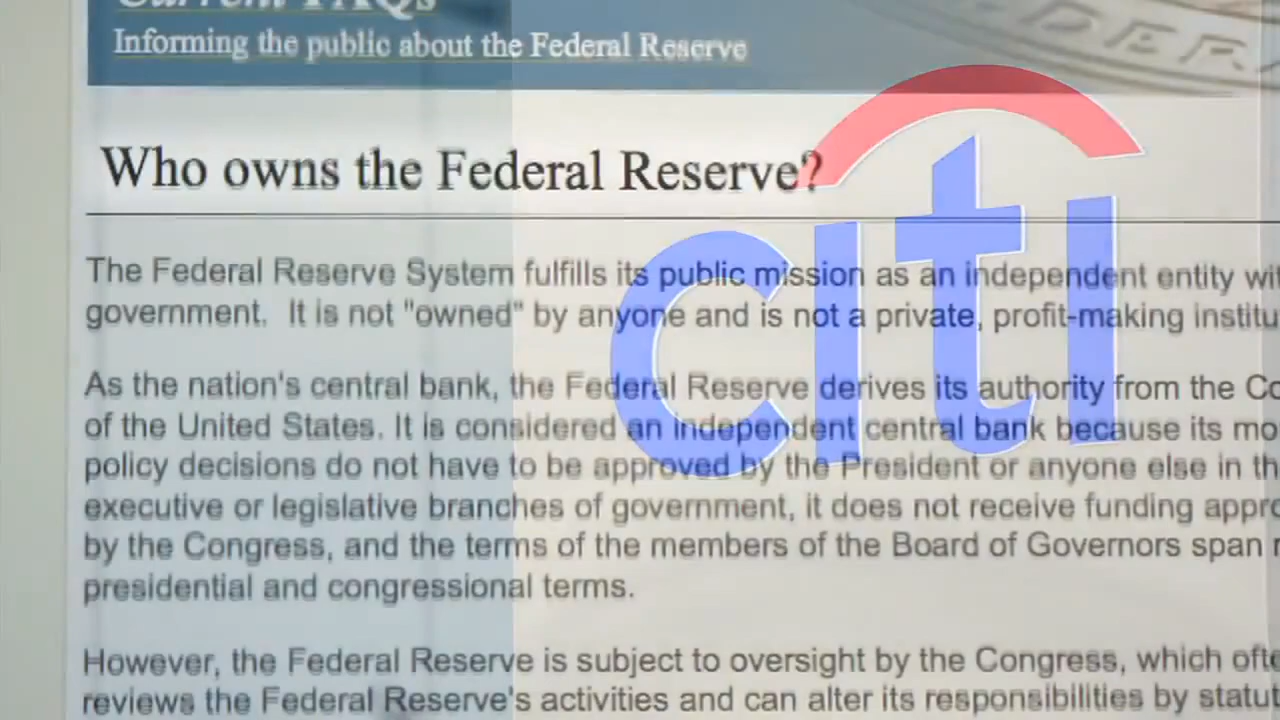 Current FAQs
Informing the public about the Federal Reserve
DERA
Who owns the Federal Reserve?
citi
The Federal Reserve System fulfills its public mission as an independent entity wit
government. It is not "owned" by anyone and is not a private, profit-making institu
As the nation's central bank, the Federal Reserve derives its authority from the Co
of the United States. It is considered an independent central bank because its mo
policy decisions do not have to be approved by the President or anyone else in th
executive or legislative branches of government, it does not receive funding appro
by the Congress, and the terms of the members of the Board of Governors span
presidential and congressional terms.
However, the Federal Reserve is subject to oversight by the Congress, which ofte
reviews the Federal Reserve's activities and can alter its responsibilities by statut